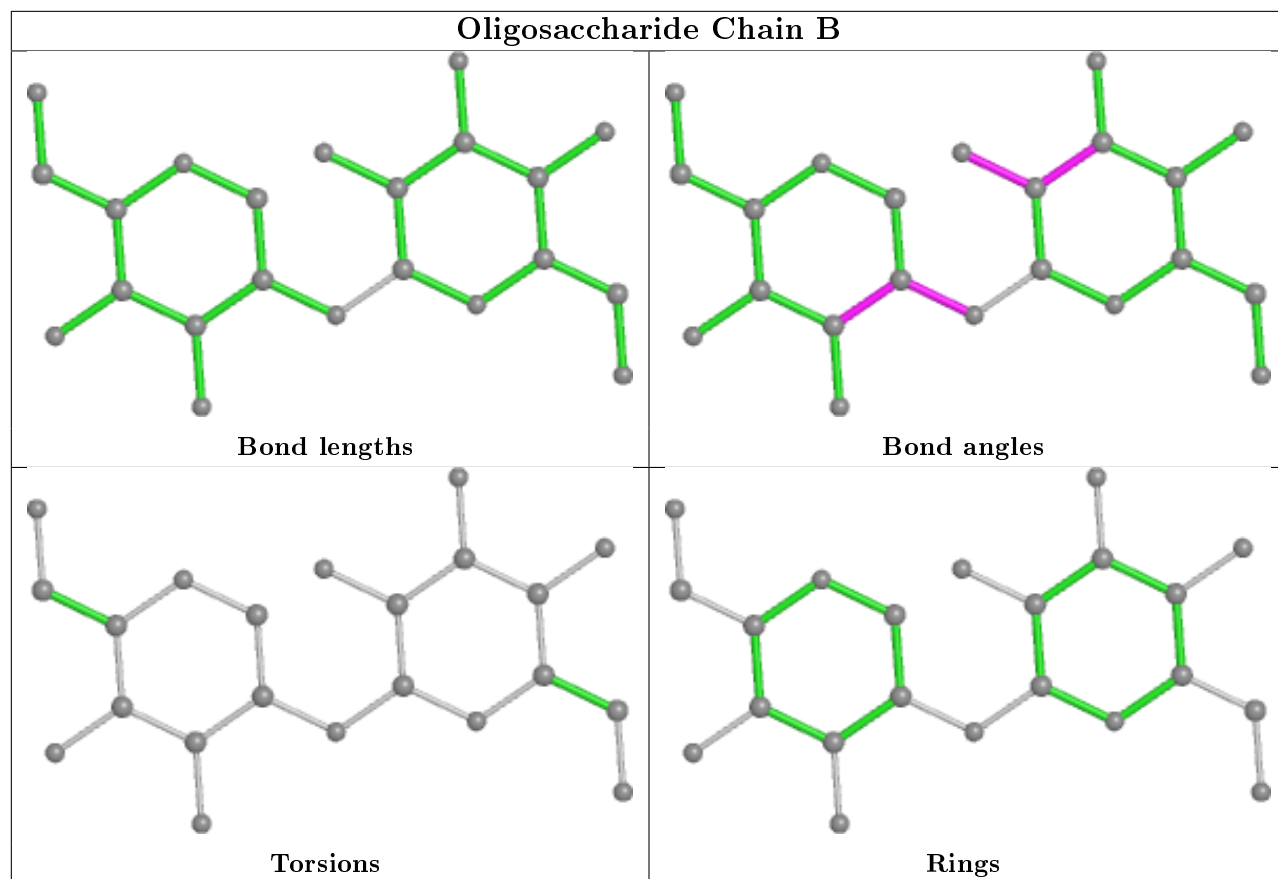 Oligosaccharide Chain B
Bond lengths
Bond angles
Torsions
Rings